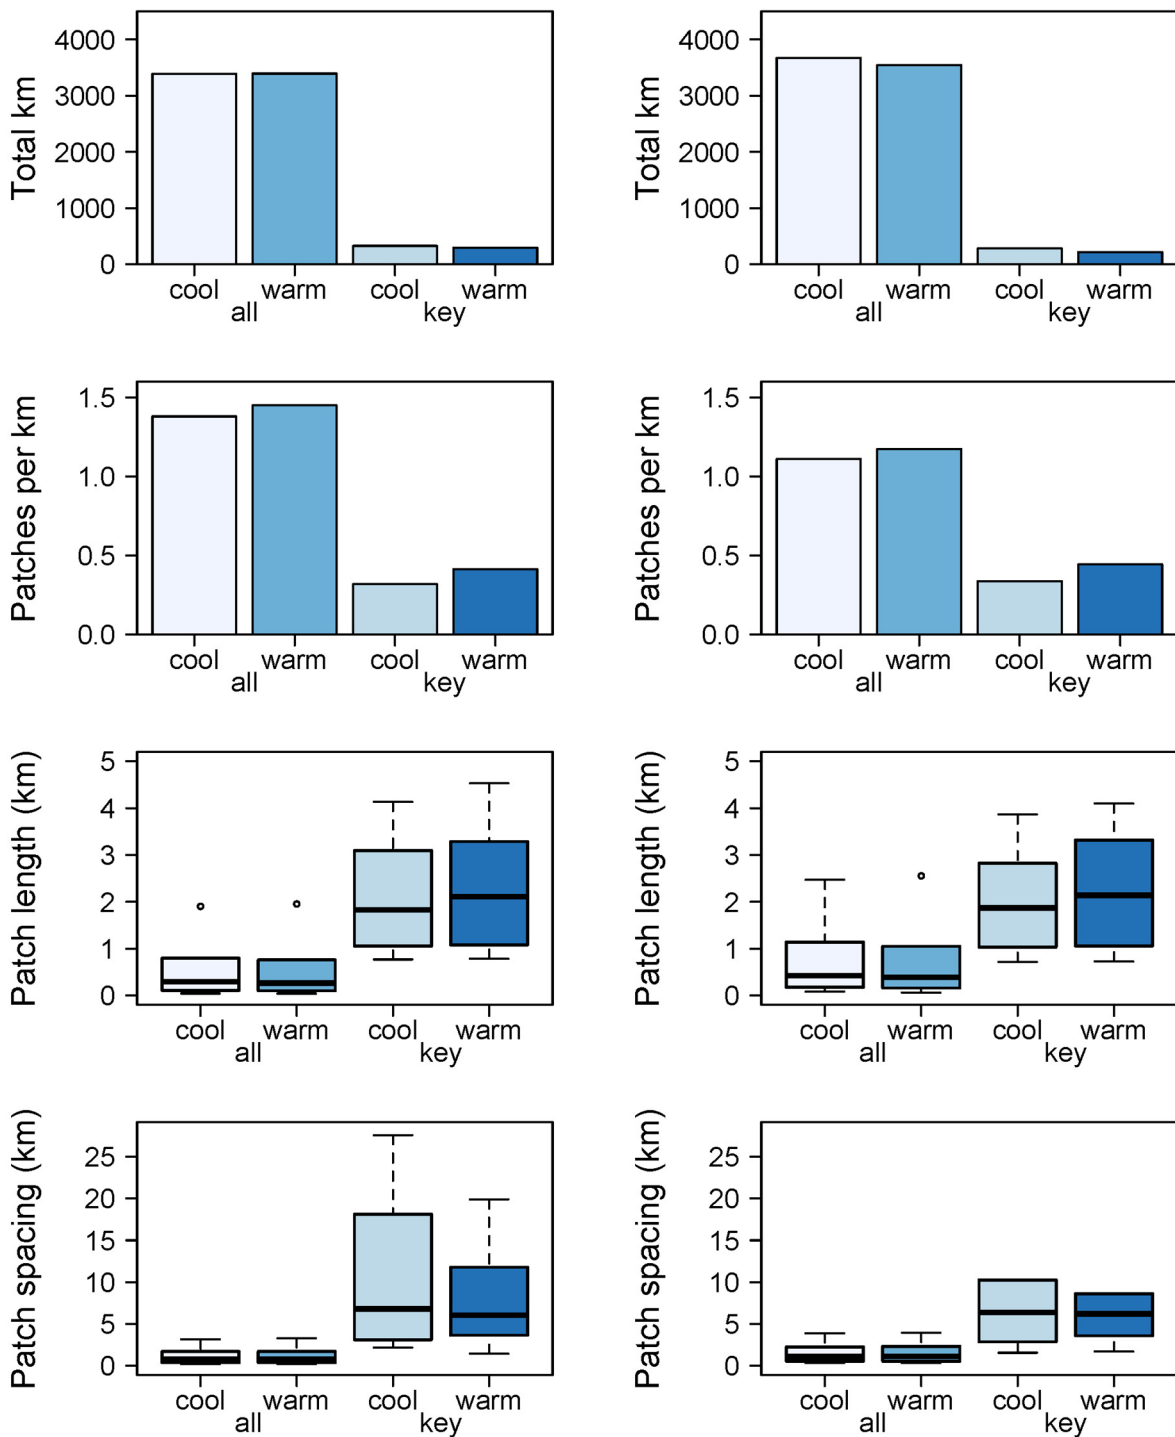 Total km
4000
3000
2000
1000
0
cool warm cool warm
all key
Total km
4000
3000
2000
1000
0
cool warm cool warm
all key
Patches per km
1.5
1.0
0.5
0.0
cool warm cool warm
all key
Patches per km
1.5
1.0
0.5
0.0
cool warm cool warm
all key
Patch length (km)
5
4
3
2
1
0
cool warm cool warm
all key
Patch length (km)
5
4
3
2
1
0
cool warm cool warm
all key
Patch spacing (km)
25
20
15
10
5
0
cool warm cool warm
all key
Patch spacing (km)
25
20
15
10
5
0
cool warm cool warm
all key